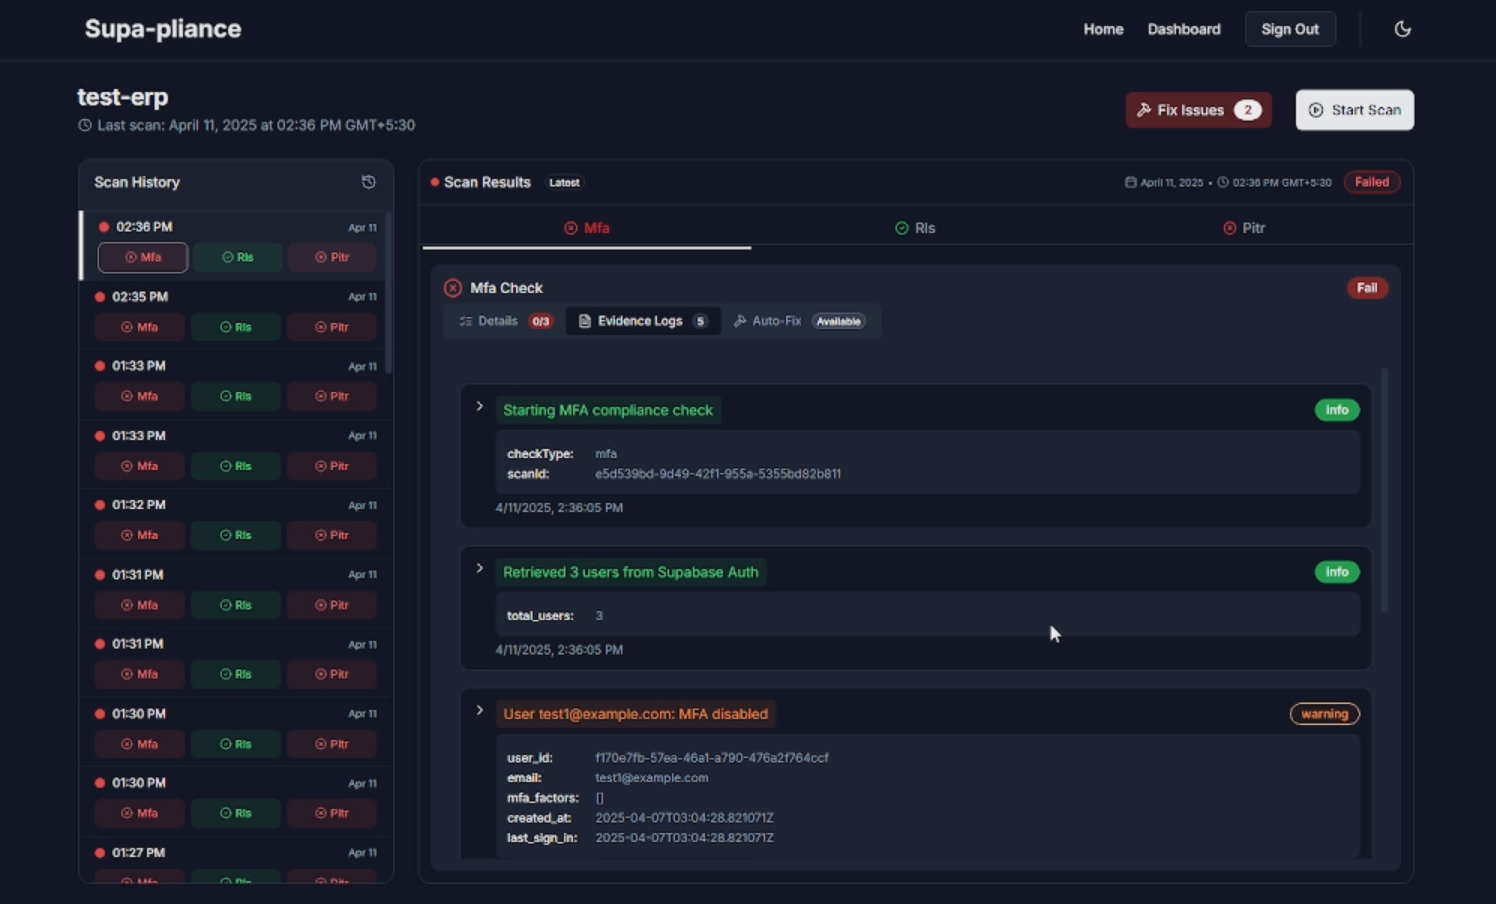 Supa-pliance
Home Dashboard Sign Out
test-erp
Last scan: April 11, 2025 at 02:36 PM GMT+5:30
Fix Issues 2
Start Scan
Scan History
02:36 PM Apr 11
Mfa Rls Pitr
02:35 PM Apr 11
Mfa Rls Pitr
01:33 PM Apr 11
Mfa Rls Pitr
01:33 PM Apr 11
Mfa Rls Pitr
01:32 PM Apr 11
Mfa Rls Pitr
01:31 PM Apr 11
Mfa Rls Pitr
01:31 PM Apr 11
Mfa Rls Pitr
01:30 PM Apr 11
Mfa Rls Pitr
01:30 PM Apr 11
Mfa Rls Pitr
01:27 PM Apr 11
Mfa Rls Pitr
Scan Results Latest
April 11, 2025 • 02:36 PM GMT+5:30 Failed
Mfa Rls Pitr
Mfa Check Fail
Details 0/3 Evidence Logs 5 Auto-Fix Available
Starting MFA compliance check info
checkType: mfa
scanId: e5d539bd-9d49-42f1-955a-5355bd82b811
4/11/2025, 2:36:05 PM
Retrieved 3 users from Supabase Auth info
total_users: 3
4/11/2025, 2:36:05 PM
User test1@example.com: MFA disabled warning
user_id: f170e7fb-57ea-46a1-a790-476a2f764ccf
email: test1@example.com
mfa_factors: []
created_at: 2025-04-07T03:04:28.821071Z
last_sign_in: 2025-04-07T03:04:28.821071Z